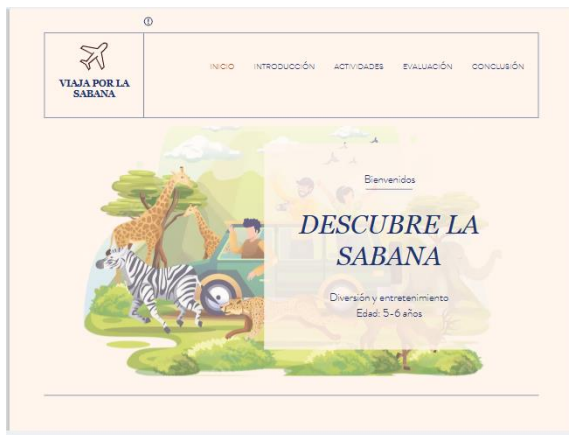 VIAJA POR LA
SABANA
INICIO INTRODUCCIÓN ACTIVIDADES EVALUACIÓN CONCLUSIÓN
Bienvenidos
DESCUBRE LA
SABANA
Diversión y entretenimiento
Edad: 5-6 años